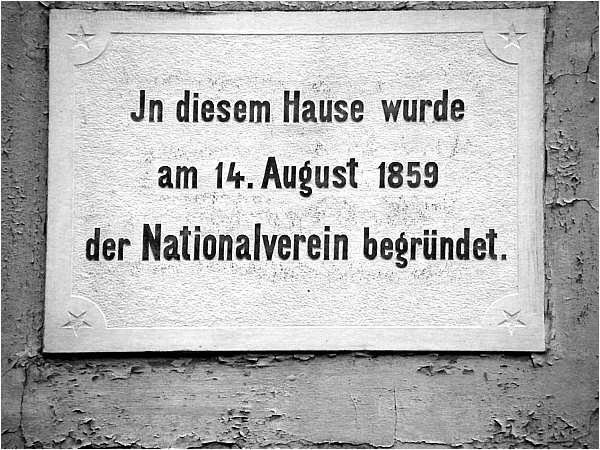 Jn diesem Hause wurde
am 14. August 1859
der Nationalverein begründet.